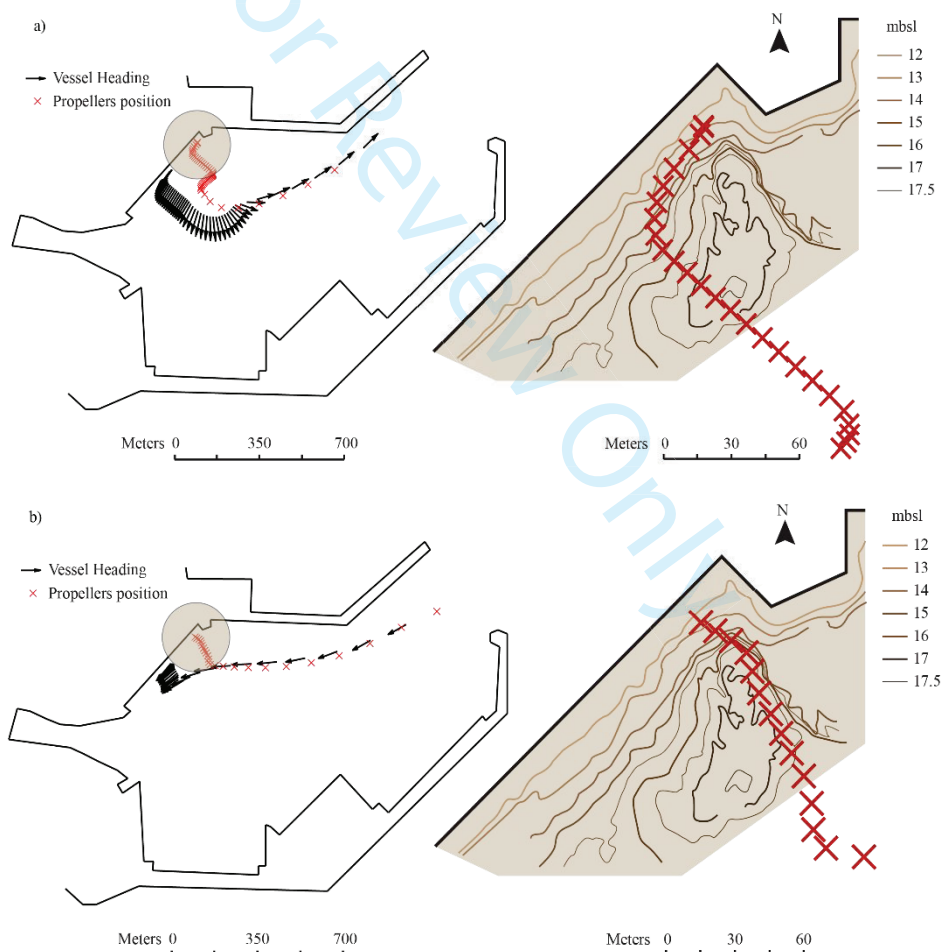 a)
Vessel Heading
Propellers position
N
mbsl
12
13
14
15
16
17
17.5
Meters 0 350 700
Meters 0 30 60
b)
Vessel Heading
Propellers position
N
mbsl
12
13
14
15
16
17
17.5
Meters 0 350 700
Meters 0 30 60
or Review Only